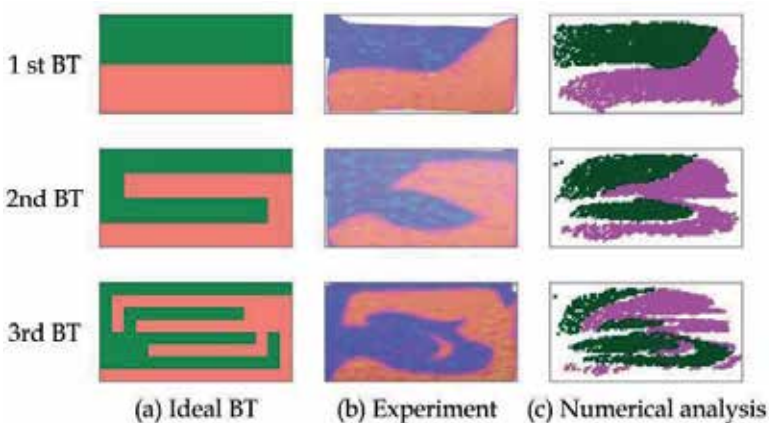 1 st BT
2nd BT
3rd BT
(a) Ideal BT (b) Experiment (c) Numerical analysis